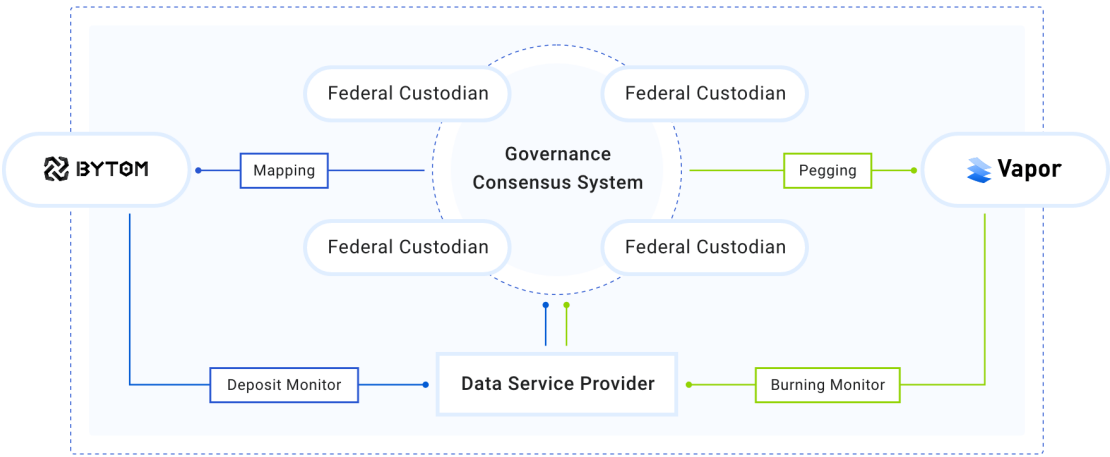 Federal Custodian
Federal Custodian
BYTOM
Mapping
Governance
Consensus System
Pegging
Vapor
Federal Custodian
Federal Custodian
Deposit Monitor
Data Service Provider
Burning Monitor